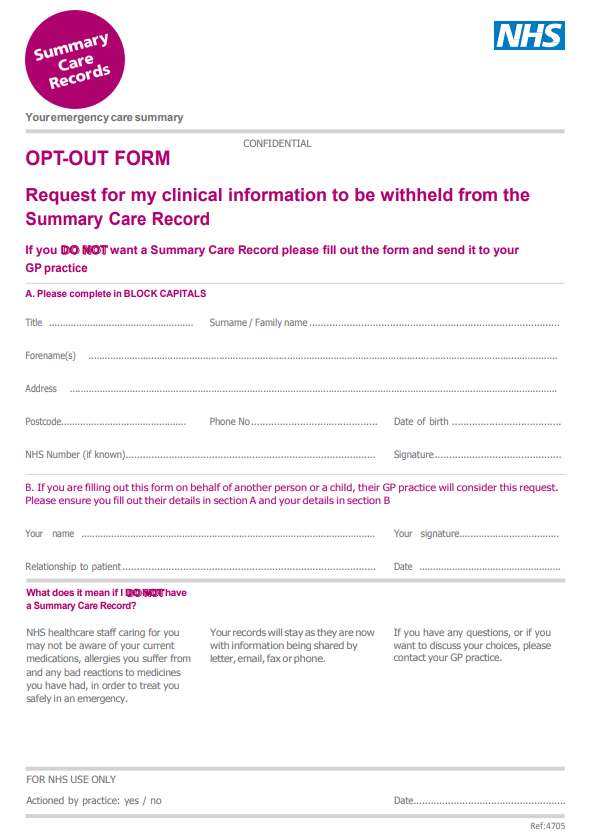 Summary
Care
Records
NHS
Your emergency care summary
CONFIDENTIAL
OPT-OUT FORM
Request for my clinical information to be withheld from the
Summary Care Record
If you DO NOT want a Summary Care Record please fill out the form and send it to your
GP practice
A. Please complete in BLOCK CAPITALS
Title ................................................ Surname / Family name ....................................................................................
Forename(s) ............................................................................................................................................................
Address ..................................................................................................................................................................
Postcode.......................................... Phone No.......................................... Date of birth ....................................
NHS Number (if known)................................................................................... Signature..........................................
B. If you are filling out this form on behalf of another person or a child, their GP practice will consider this request.
Please ensure you fill out their details in section A and your details in section B
Your name .................................................................................................. Your signature.................................
Relationship to patient.................................................................................... Date ...............................................
What does it mean if I DO NOT have
a Summary Care Record?
NHS healthcare staff caring for you
may not be aware of your current
medications, allergies you suffer from
and any bad reactions to medicines
you have had, in order to treat you
safely in an emergency.
Your records will stay as they are now
with information being shared by
letter, email, fax or phone.
If you have any questions, or if you
want to discuss your choices, please
contact your GP practice.
FOR NHS USE ONLY
Actioned by practice: yes / no Date..................................................
Ref: 4705